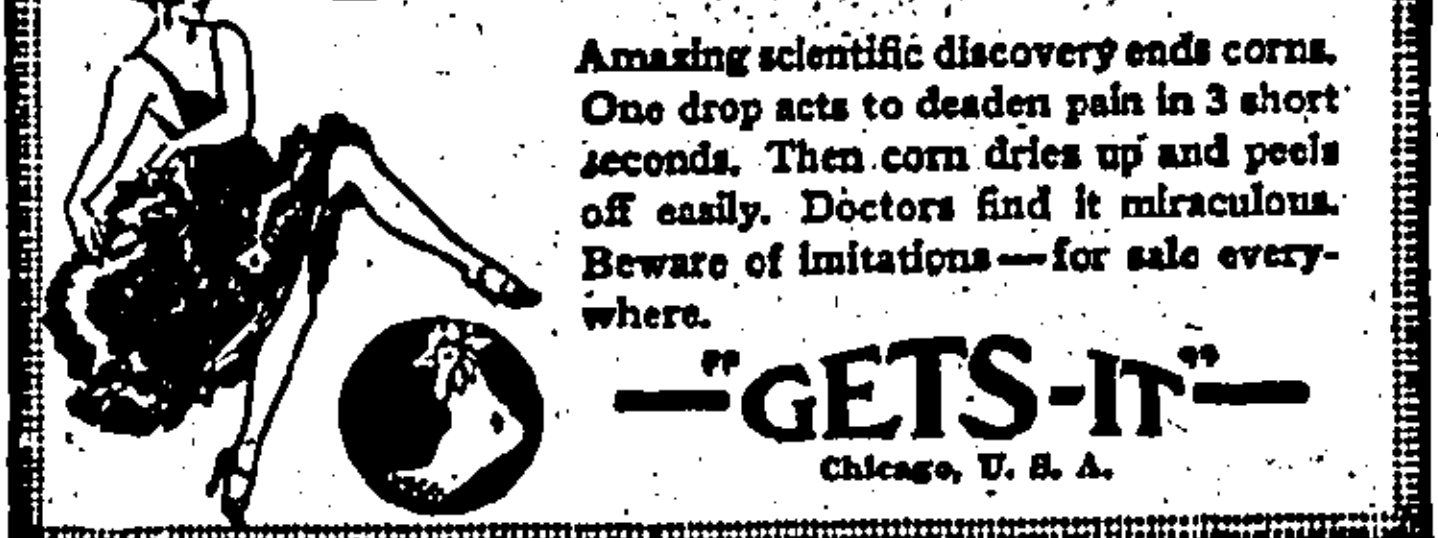 Amazing scientific discovery ends corns.
One drop acts to deaden pain in 3 short
seconds. Then corn dries up and peels
off easily. Doctors find it miraculous.
Beware of imitations—for sale every-
where.
—"GETS-IT"—
Chicago, U. S. A.